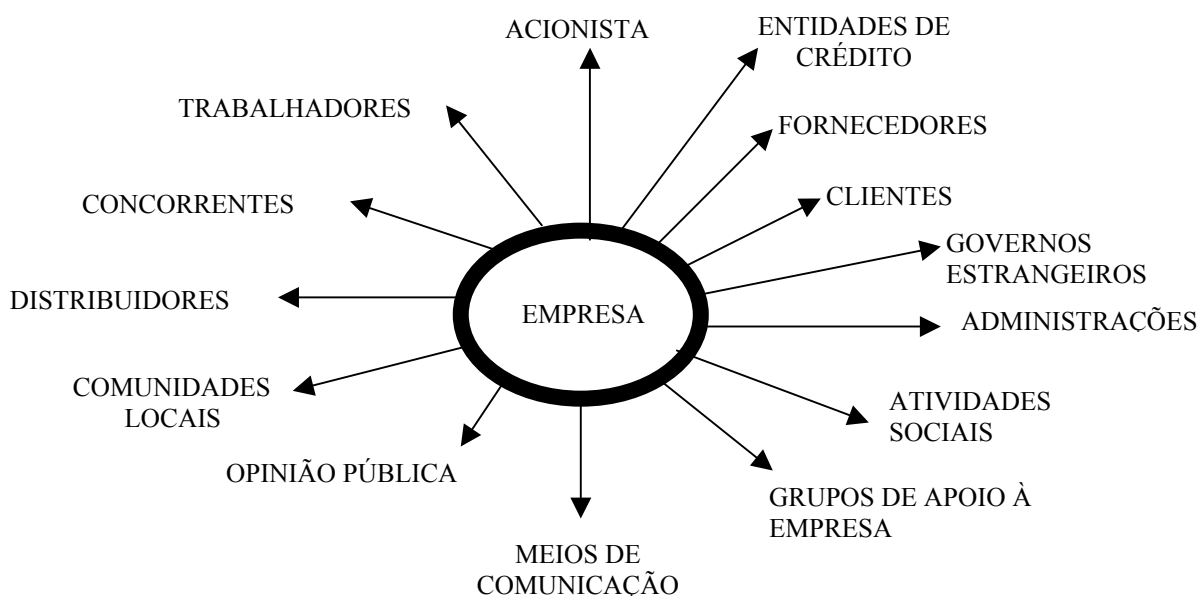 ACIONISTA
ENTIDADES DE
CRÉDITO
TRABALHADORES
FORNECEDORES
CONCORRENTES
CLIENTES
GOVERNOS
ESTRANGEIROS
DISTRIBUIDORES
EMPRESA
ADMINISTRAÇÕES
COMUNIDADES
LOCAIS
ATIVIDADES
SOCIAIS
OPINIÃO PÚBLICA
GRUPOS DE APOIO À
EMPRESA
MEIOS DE
COMUNICAÇÃO